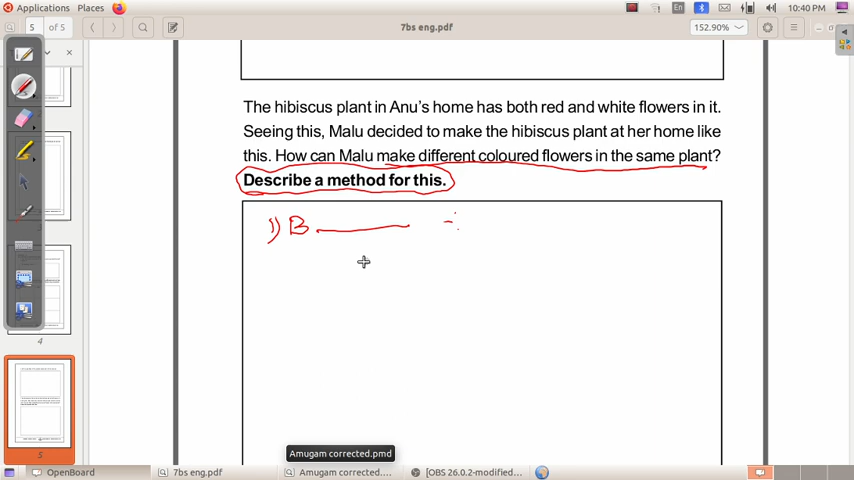 Applications Places En 10:40 PM
5 of 5 7bs eng.pdf 152.90%
The hibiscus plant in Anu's home has both red and white flowers in it.
Seeing this, Malu decided to make the hibiscus plant at her home like
this. How can Malu make different coloured flowers in the same plant?
Describe a method for this.
1) B
4
5
Amugam corrected.pmd
OpenBoard 7bs eng.pdf Amugam corrected.... [OBS 26.0.2-modified...